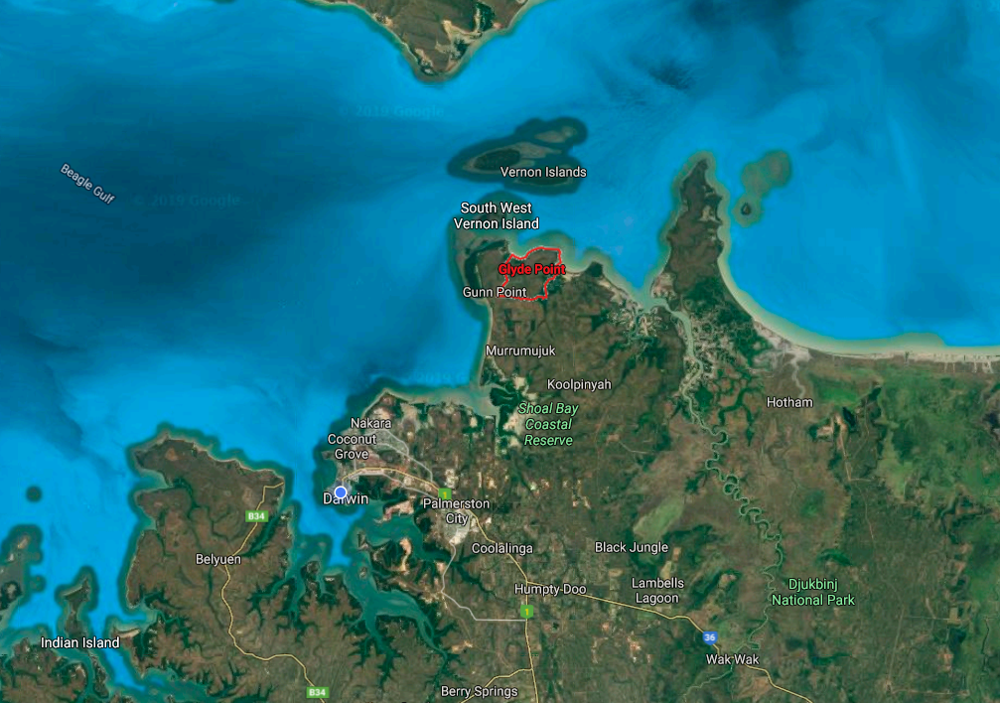 © 2019 Google
Beagle Gulf
© 2019 Google
Vernon Islands
South West
Vernon Island
Glyde Point
Gunn Point
Murrumujuk
Koolpinyah
Shoal Bay
Coastal
Reserve
Hotham
Nakara
Coconut
Grove
Darwin
1
Palmerston
City
B34
Belyuen
Coolalinga
Black Jungle
Humpty Doo
Lambells
Lagoon
Djukbinj
National Park
1
36
Indian Island
Wak Wak
B34
Berry Springs